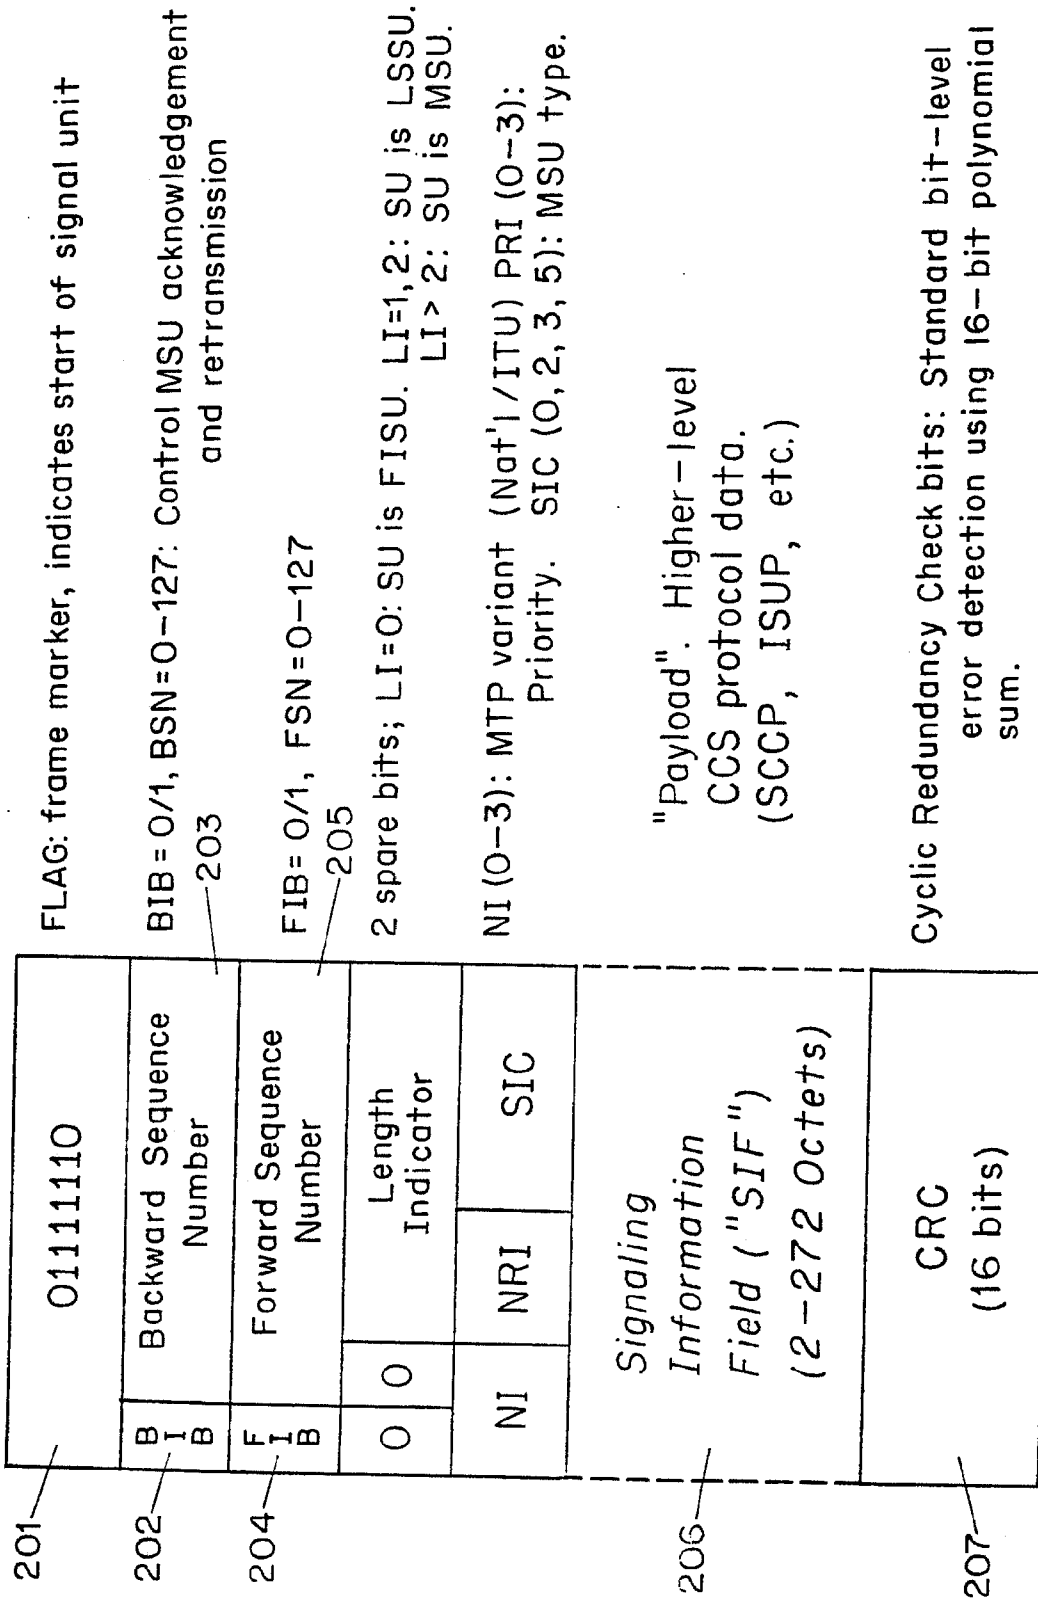 201
01111110
FLAG: frame marker, indicates start of signal unit
202
B
I
B
Backward Sequence
Number
203
BIB = 0/1, BSN=0-127: Control MSU acknowledgement
and retransmission
204
F
I
B
Forward Sequence
Number
205
FIB= 0/1, FSN=0-127
0 0
Length
Indicator
2 spare bits; LI=0: SU is FISU. LI=1,2: SU is LSSU.
LI> 2: SU is MSU.
NI
NRI
SIC
NI (0-3): MTP variant (Nat'l/ITU) PRI (0-3):
Priority. SIC (0, 2, 3, 5): MSU type.
206
Signaling
Information
Field ("SIF")
(2-272 Octets)
"Payload". Higher-level
CCS protocol data.
(SCCP, ISUP, etc.)
207
CRC
(16 bits)
Cyclic Redundancy Check bits: Standard bit-level
error detection using 16-bit polynomial
sum.